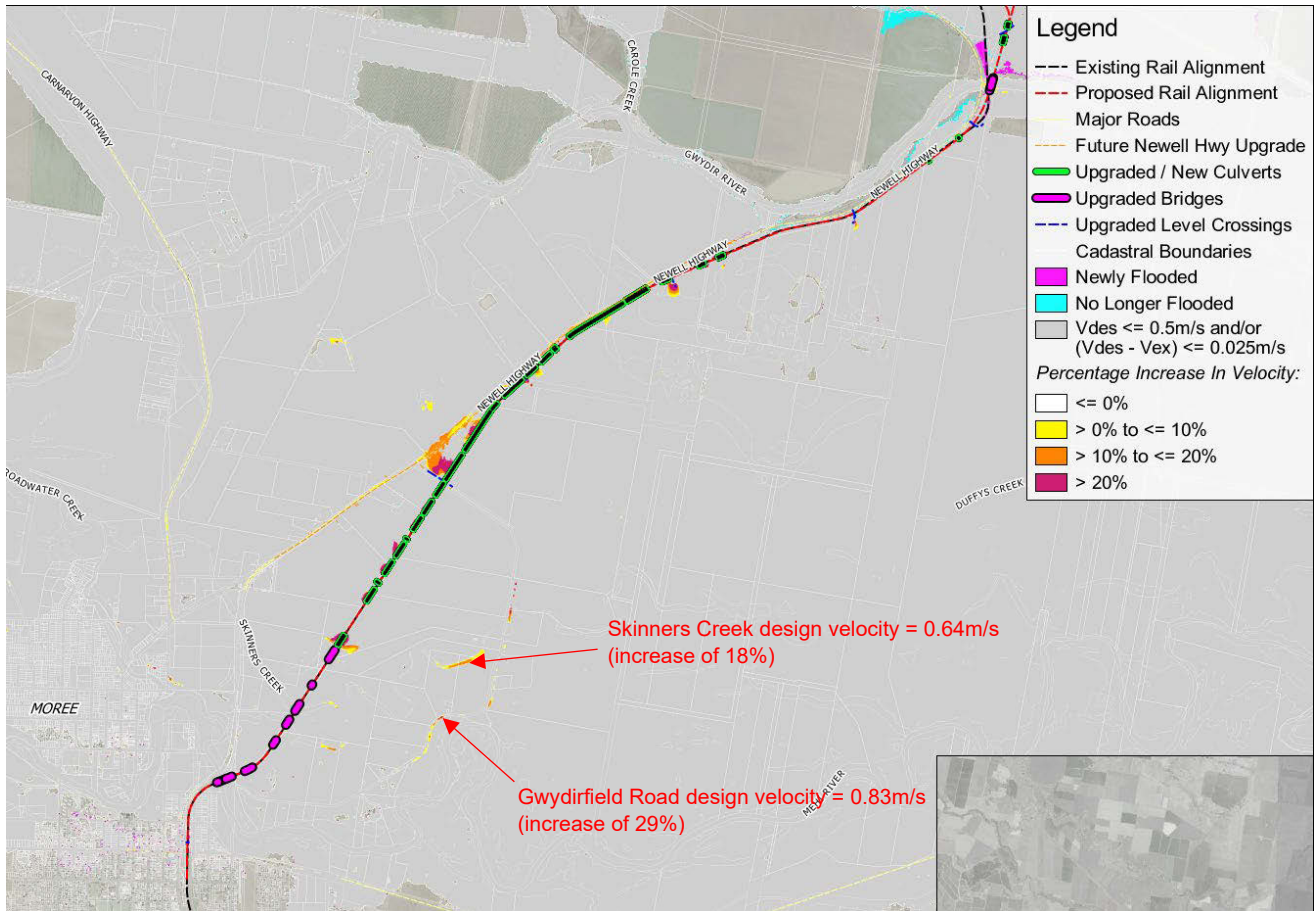 Legend
Existing Rail Alignment
Proposed Rail Alignment
Major Roads
Future Newell Hwy Upgrade
Upgraded / New Culverts
Upgraded Bridges
Upgraded Level Crossings
Cadastral Boundaries
Newly Flooded
No Longer Flooded
Vdes <= 0.5m/s and/or
(Vdes - Vex) <= 0.025m/s
Percentage Increase In Velocity:
<= 0%
> 0% to <= 10%
> 10% to <= 20%
> 20%
CARNARVON HIGHWAY
CAROLE CREEK
GWYDIR RIVER
NEWELL HIGHWAY
NEWELL HIGHWAY
NEWELL HIGHWAY
OADWATER CREEK
DUFFYS CREEK
SKINNERS CREEK
MOREE
Skinners Creek design velocity = 0.64m/s
(increase of 18%)
Gwydirfield Road design velocity = 0.83m/s
(increase of 29%)
RIVER